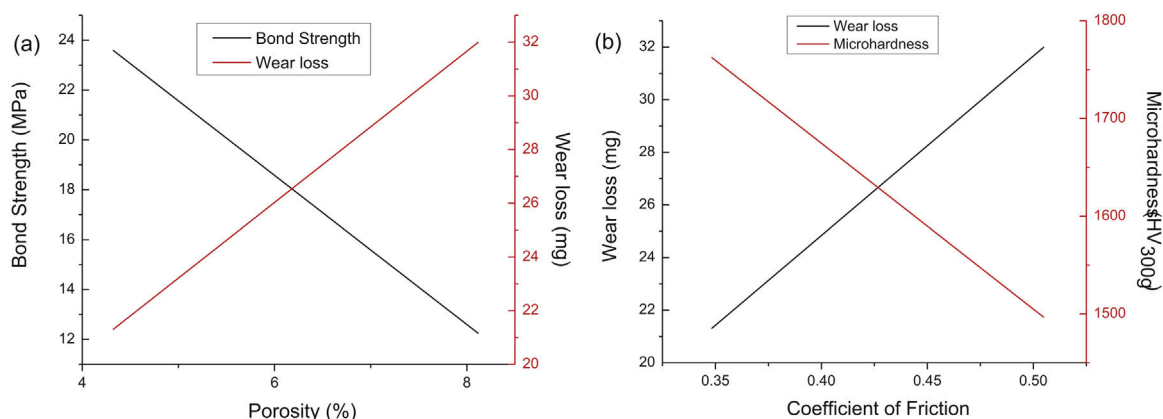 (a)
Bond Strength
Wear loss
24
22
20
18
16
14
12
Bond Strength (MPa)
32
30
28
26
24
22
20
Wear loss (mg)
4
6
8
Porosity (%)
(b)
Wear loss
Microhardness
32
30
28
26
24
22
20
Wear loss (mg)
1800
1700
1600
1500
Microhardness(HV300g)
0.35
0.40
0.45
0.50
Coefficient of Friction